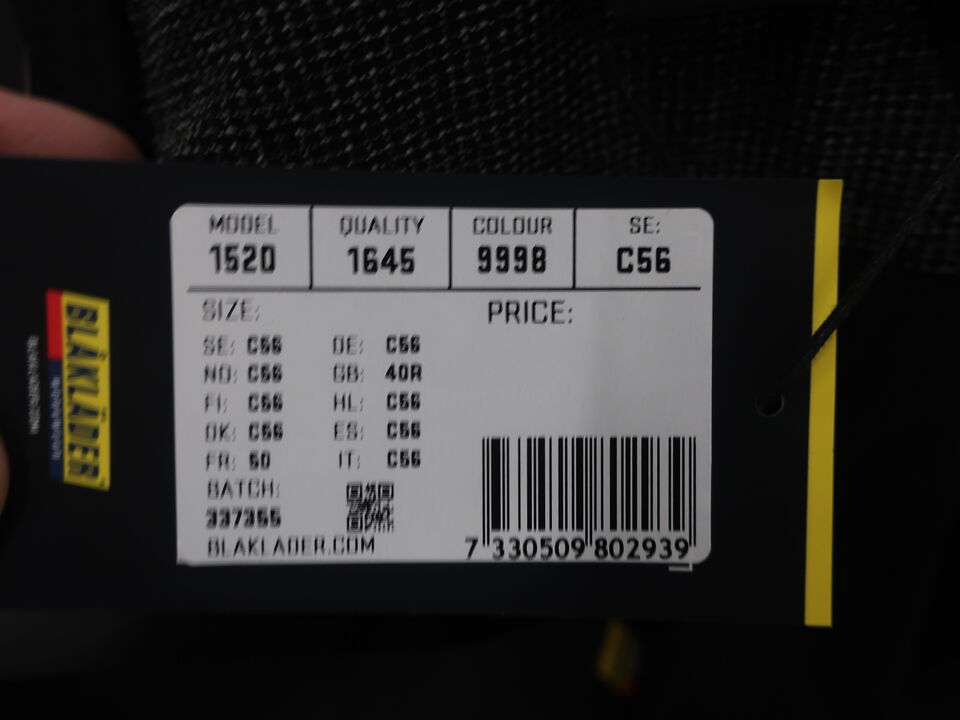 MODEL QUALITY COLOUR SE:
1520 1645 9998 C56
SIZE: PRICE:
SE: C56 DE: C56
NO: C56 GB: 40R
FI: C56 NL: C56
DK: C56 ES: C56
FR: 50 IT: C56
BATCH:
337355
BLAKLADER.COM
7 330509 802939
BLÅKLÄDER